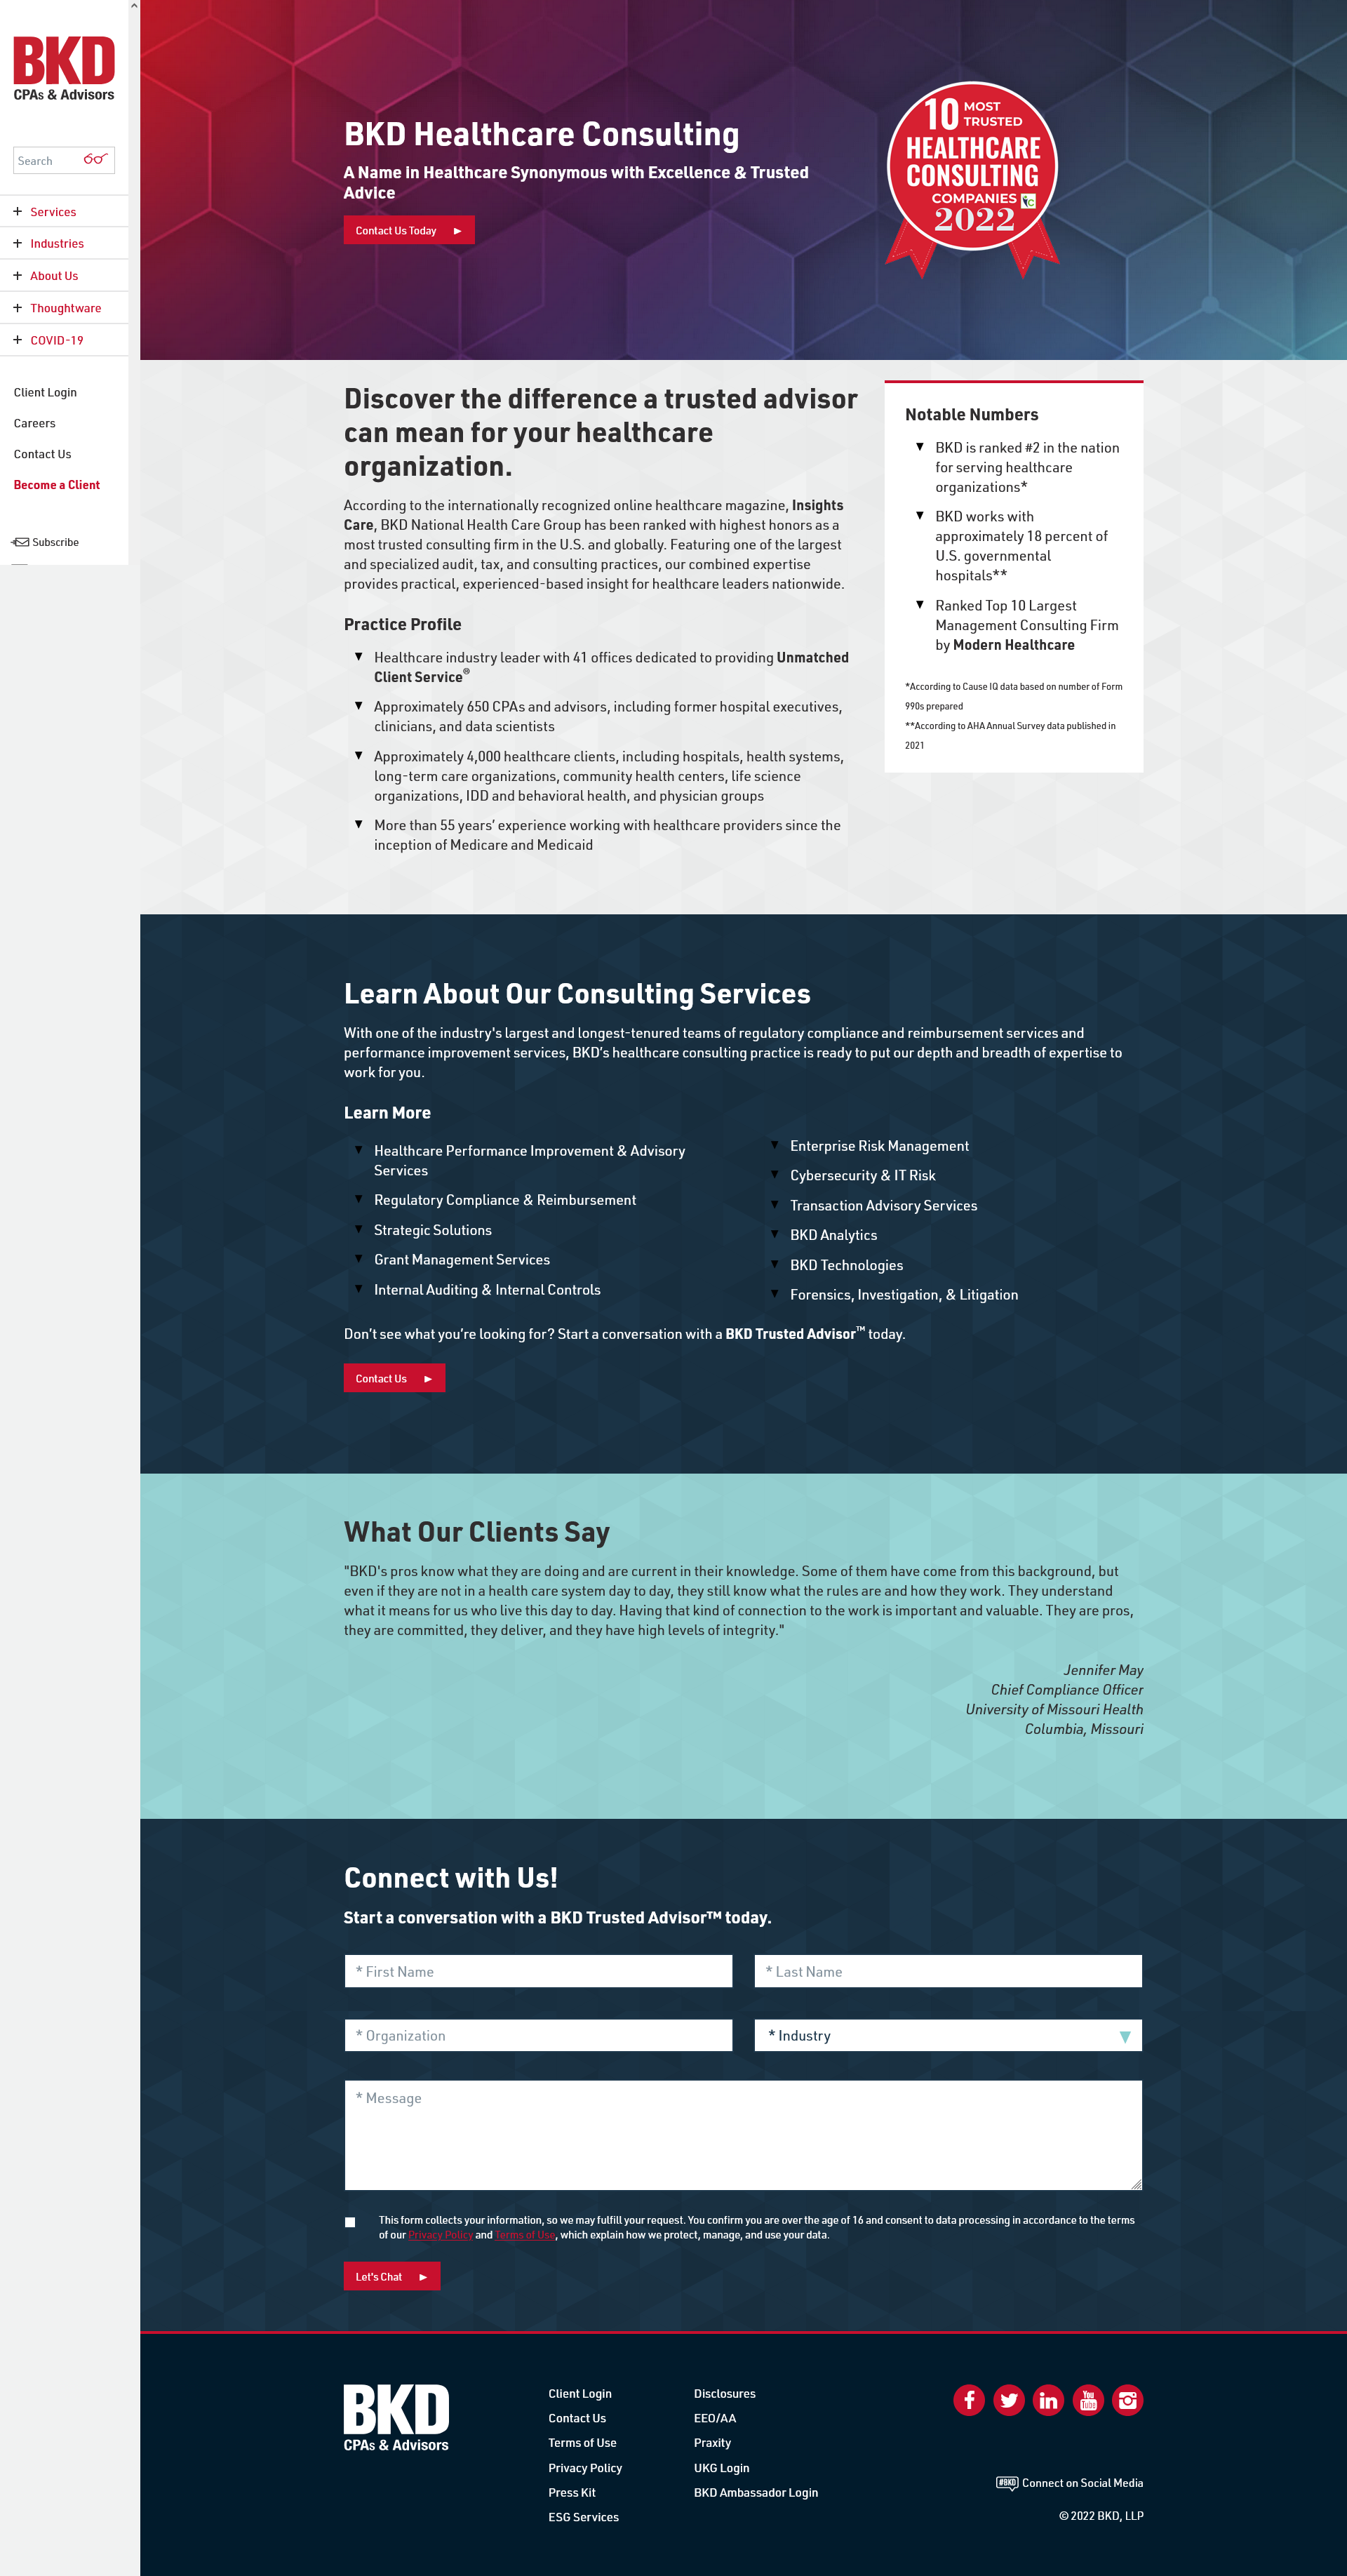 BKD
CPAs & Advisors
Search
Services
Industries
About Us
Thoughtware
COVID-19
Client Login
Careers
Contact Us
Become a Client
Subscribe
BKD Healthcare Consulting
A Name in Healthcare Synonymous with Excellence & Trusted
Advice
Contact Us Today
10 MOST
TRUSTED
HEALTHCARE
CONSULTING
COMPANIES
2022
Discover the difference a trusted advisor
can mean for your healthcare
organization.
According to the internationally recognized online healthcare magazine, Insights
Care, BKD National Health Care Group has been ranked with highest honors as a
most trusted consulting firm in the U.S. and globally. Featuring one of the largest
and specialized audit, tax, and consulting practices, our combined expertise
provides practical, experienced-based insight for healthcare leaders nationwide.
Practice Profile
Healthcare industry leader with 41 offices dedicated to providing Unmatched
Client Service®
Approximately 650 CPAs and advisors, including former hospital executives,
clinicians, and data scientists
Approximately 4,000 healthcare clients, including hospitals, health systems,
long-term care organizations, community health centers, life science
organizations, IDD and behavioral health, and physician groups
More than 55 years’ experience working with healthcare providers since the
inception of Medicare and Medicaid
Notable Numbers
BKD is ranked #2 in the nation
for serving healthcare
organizations*
BKD works with
approximately 18 percent of
U.S. governmental
hospitals**
Ranked Top 10 Largest
Management Consulting Firm
by Modern Healthcare
*According to Cause IQ data based on number of Form
990s prepared
**According to AHA Annual Survey data published in
2021
Learn About Our Consulting Services
With one of the industry's largest and longest-tenured teams of regulatory compliance and reimbursement services and
performance improvement services, BKD’s healthcare consulting practice is ready to put our depth and breadth of expertise to
work for you.
Learn More
Healthcare Performance Improvement & Advisory
Services
Regulatory Compliance & Reimbursement
Strategic Solutions
Grant Management Services
Internal Auditing & Internal Controls
Enterprise Risk Management
Cybersecurity & IT Risk
Transaction Advisory Services
BKD Analytics
BKD Technologies
Forensics, Investigation, & Litigation
Don’t see what you’re looking for? Start a conversation with a BKD Trusted Advisor™ today.
Contact Us
What Our Clients Say
"BKD's pros know what they are doing and are current in their knowledge. Some of them have come from this background, but
even if they are not in a health care system day to day, they still know what the rules are and how they work. They understand
what it means for us who live this day to day. Having that kind of connection to the work is important and valuable. They are pros,
they are committed, they deliver, and they have high levels of integrity."
Jennifer May
Chief Compliance Officer
University of Missouri Health
Columbia, Missouri
Connect with Us!
Start a conversation with a BKD Trusted Advisor™ today.
* First Name
* Last Name
* Organization
* Industry
* Message
This form collects your information, so we may fulfill your request. You confirm you are over the age of 16 and consent to data processing in accordance to the terms
of our Privacy Policy and Terms of Use, which explain how we protect, manage, and use your data.
Let's Chat
BKD
CPAs & Advisors
Client Login
Contact Us
Terms of Use
Privacy Policy
Press Kit
ESG Services
Disclosures
EEO/AA
Praxity
UKG Login
BKD Ambassador Login
You
Tube
#BKD Connect on Social Media
© 2022 BKD, LLP